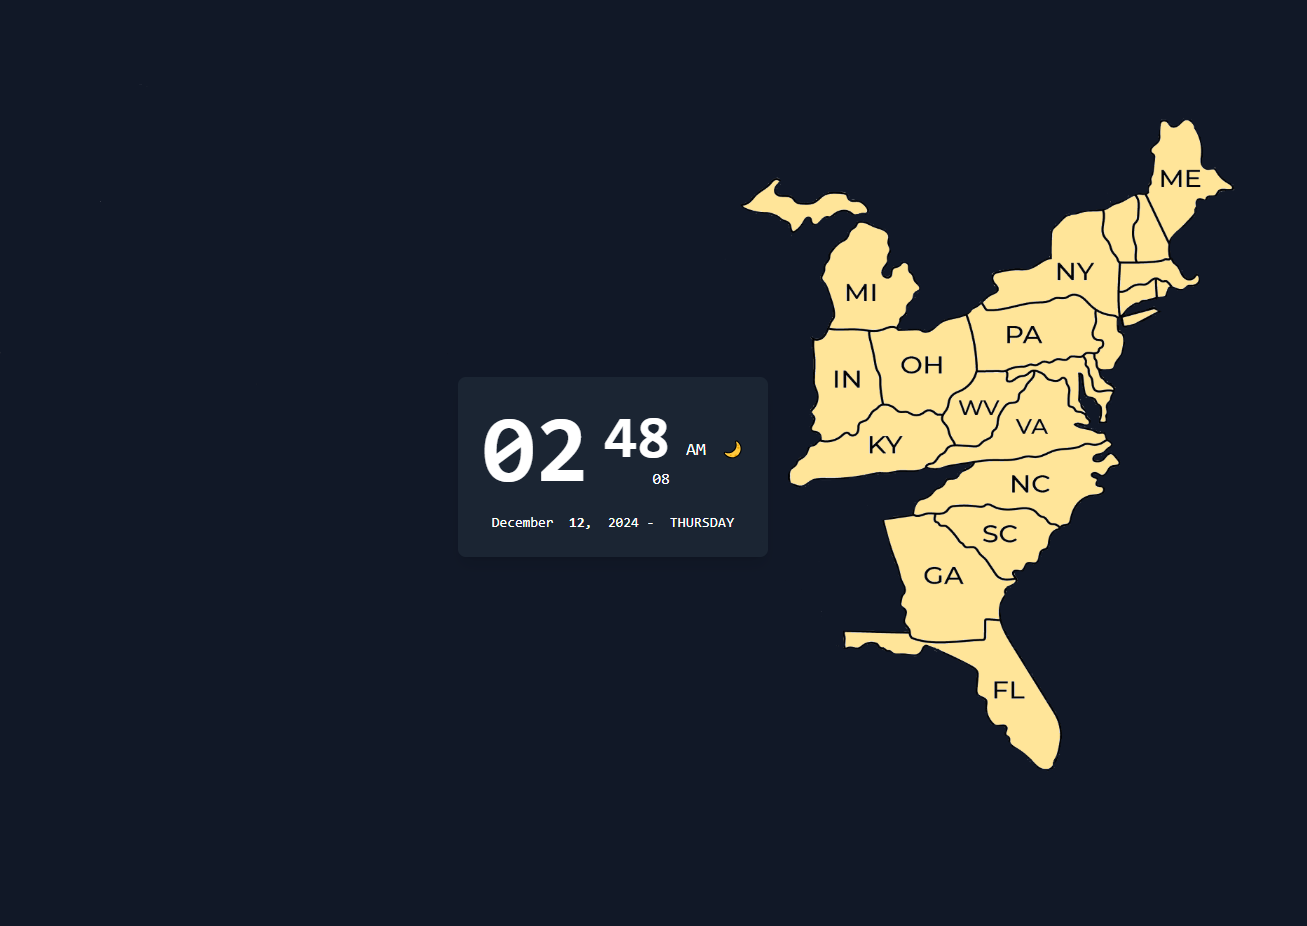 ME
NY
MI
PA
OH
IN
WV
VA
KY
NC
SC
GA
FL
02 48 AM
08
December 12, 2024 - THURSDAY